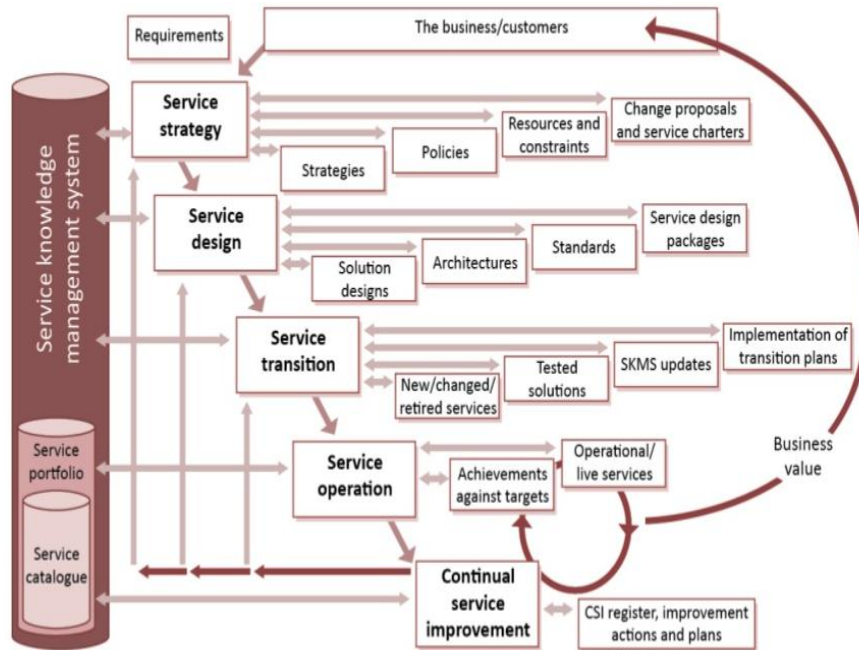 Requirements
The business/customers
Service
strategy
Change proposals
and service charters
Resources and
constraints
Policies
Strategies
Service knowledge
management system
Service
design
Service design
packages
Standards
Architectures
Solution
designs
Service
transition
Implementation of
transition plans
SKMS updates
Tested
solutions
New/changed/
retired services
Service
portfolio
Service
operation
Operational/
live services
Achievements
against targets
Business
value
Service
catalogue
Continual
service
improvement
CSI register, improvement
actions and plans